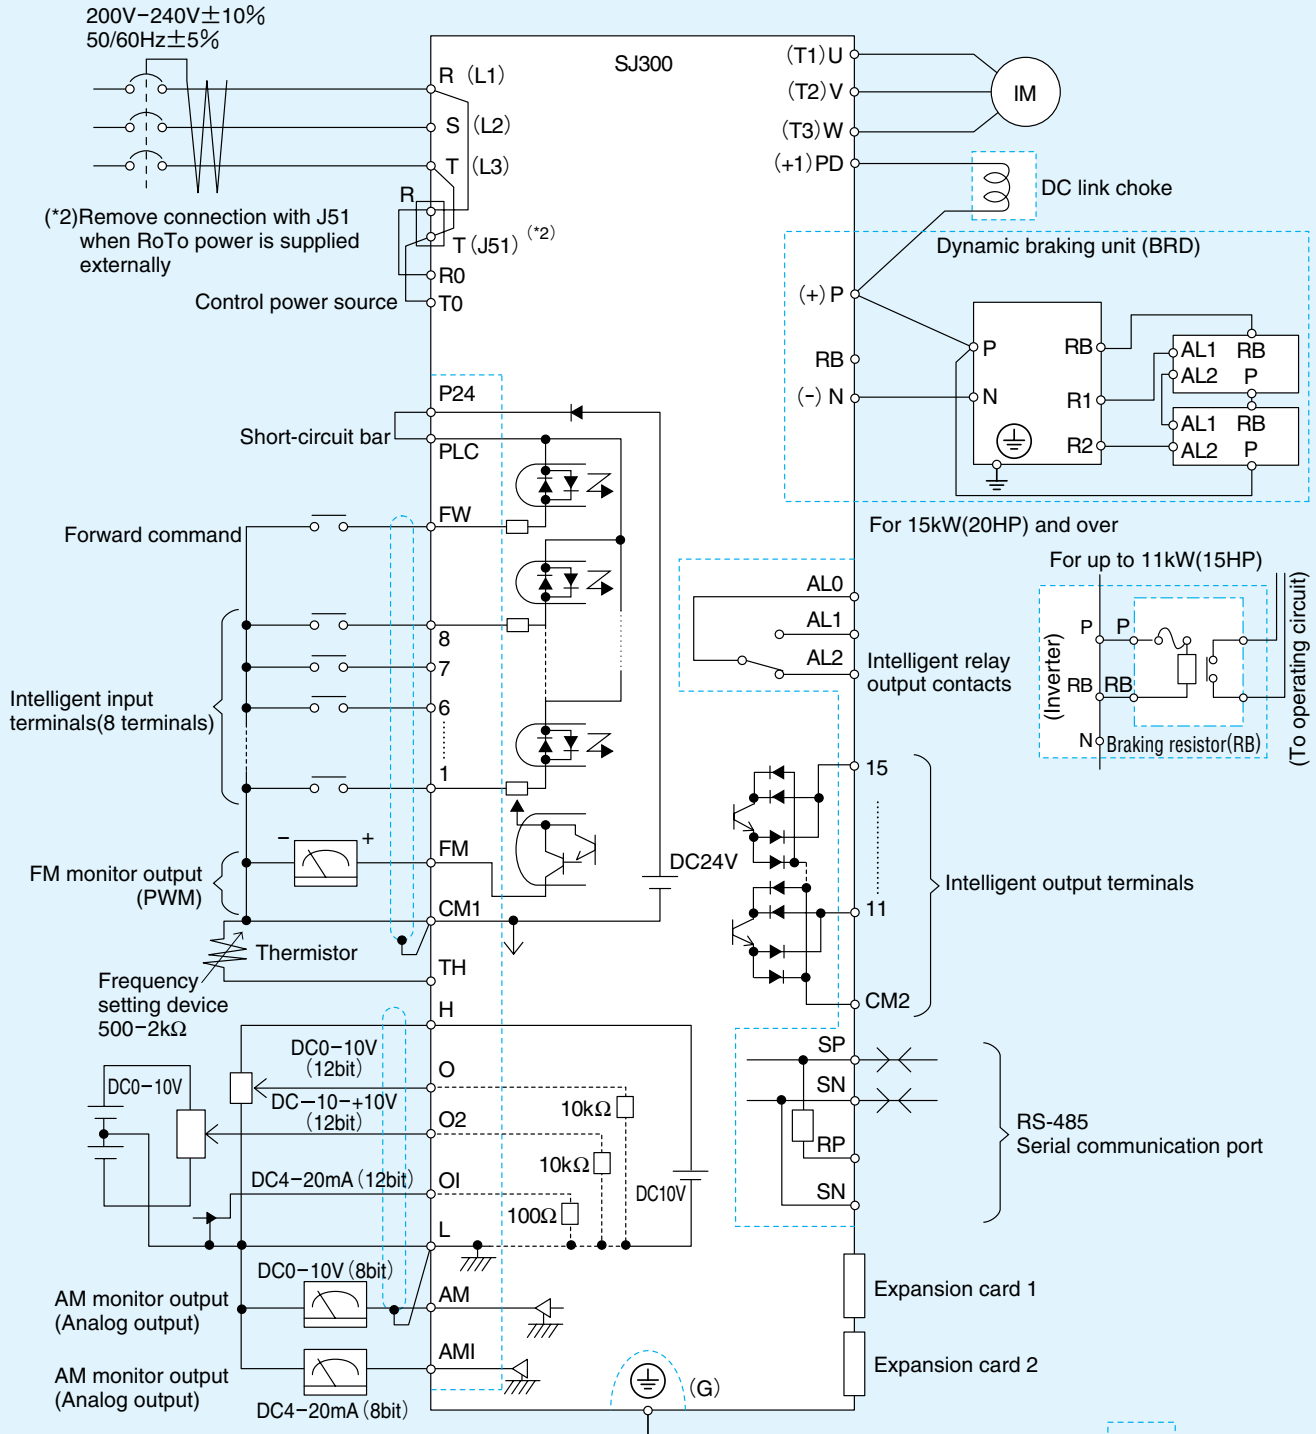 200V−240V±10%
50/60Hz±5%
SJ300
R (L1)
S (L2)
T (L3)
R
T (J51) (*2)
R0
T0
(*2)Remove connection with J51
when RoTo power is supplied
externally
Control power source
(T1) U
(T2) V
(T3) W
IM
(+1) PD
DC link choke
Dynamic braking unit (BRD)
(+) P
RB
(−) N
P
N
RB
R1
R2
AL1 RB
AL2 P
AL1 RB
AL2 P
For 15kW(20HP) and over
P24
Short-circuit bar
PLC
FW
Forward command
8
7
6
1
Intelligent input
terminals(8 terminals)
− +
FM
FM monitor output
(PWM)
DC24V
CM1
Thermistor
TH
Frequency
setting device
500−2kΩ
AL0
AL1
AL2
Intelligent relay
output contacts
For up to 11kW(15HP)
(Inverter)
P P
RB RB
N
Braking resistor(RB)
(To operating circuit)
15
11
CM2
Intelligent output terminals
H
DC0−10V
(12bit)
O
DC0−10V
DC−10−+10V
(12bit)
O2
10kΩ
10kΩ
DC4−20mA (12bit)
OI
100Ω
DC10V
L
DC0−10V (8bit)
AM monitor output
(Analog output)
AM
AMI
AM monitor output
(Analog output)
DC4−20mA (8bit)
SP
SN
RP
SN
RS-485
Serial communication port
Expansion card 1
Expansion card 2
(G)